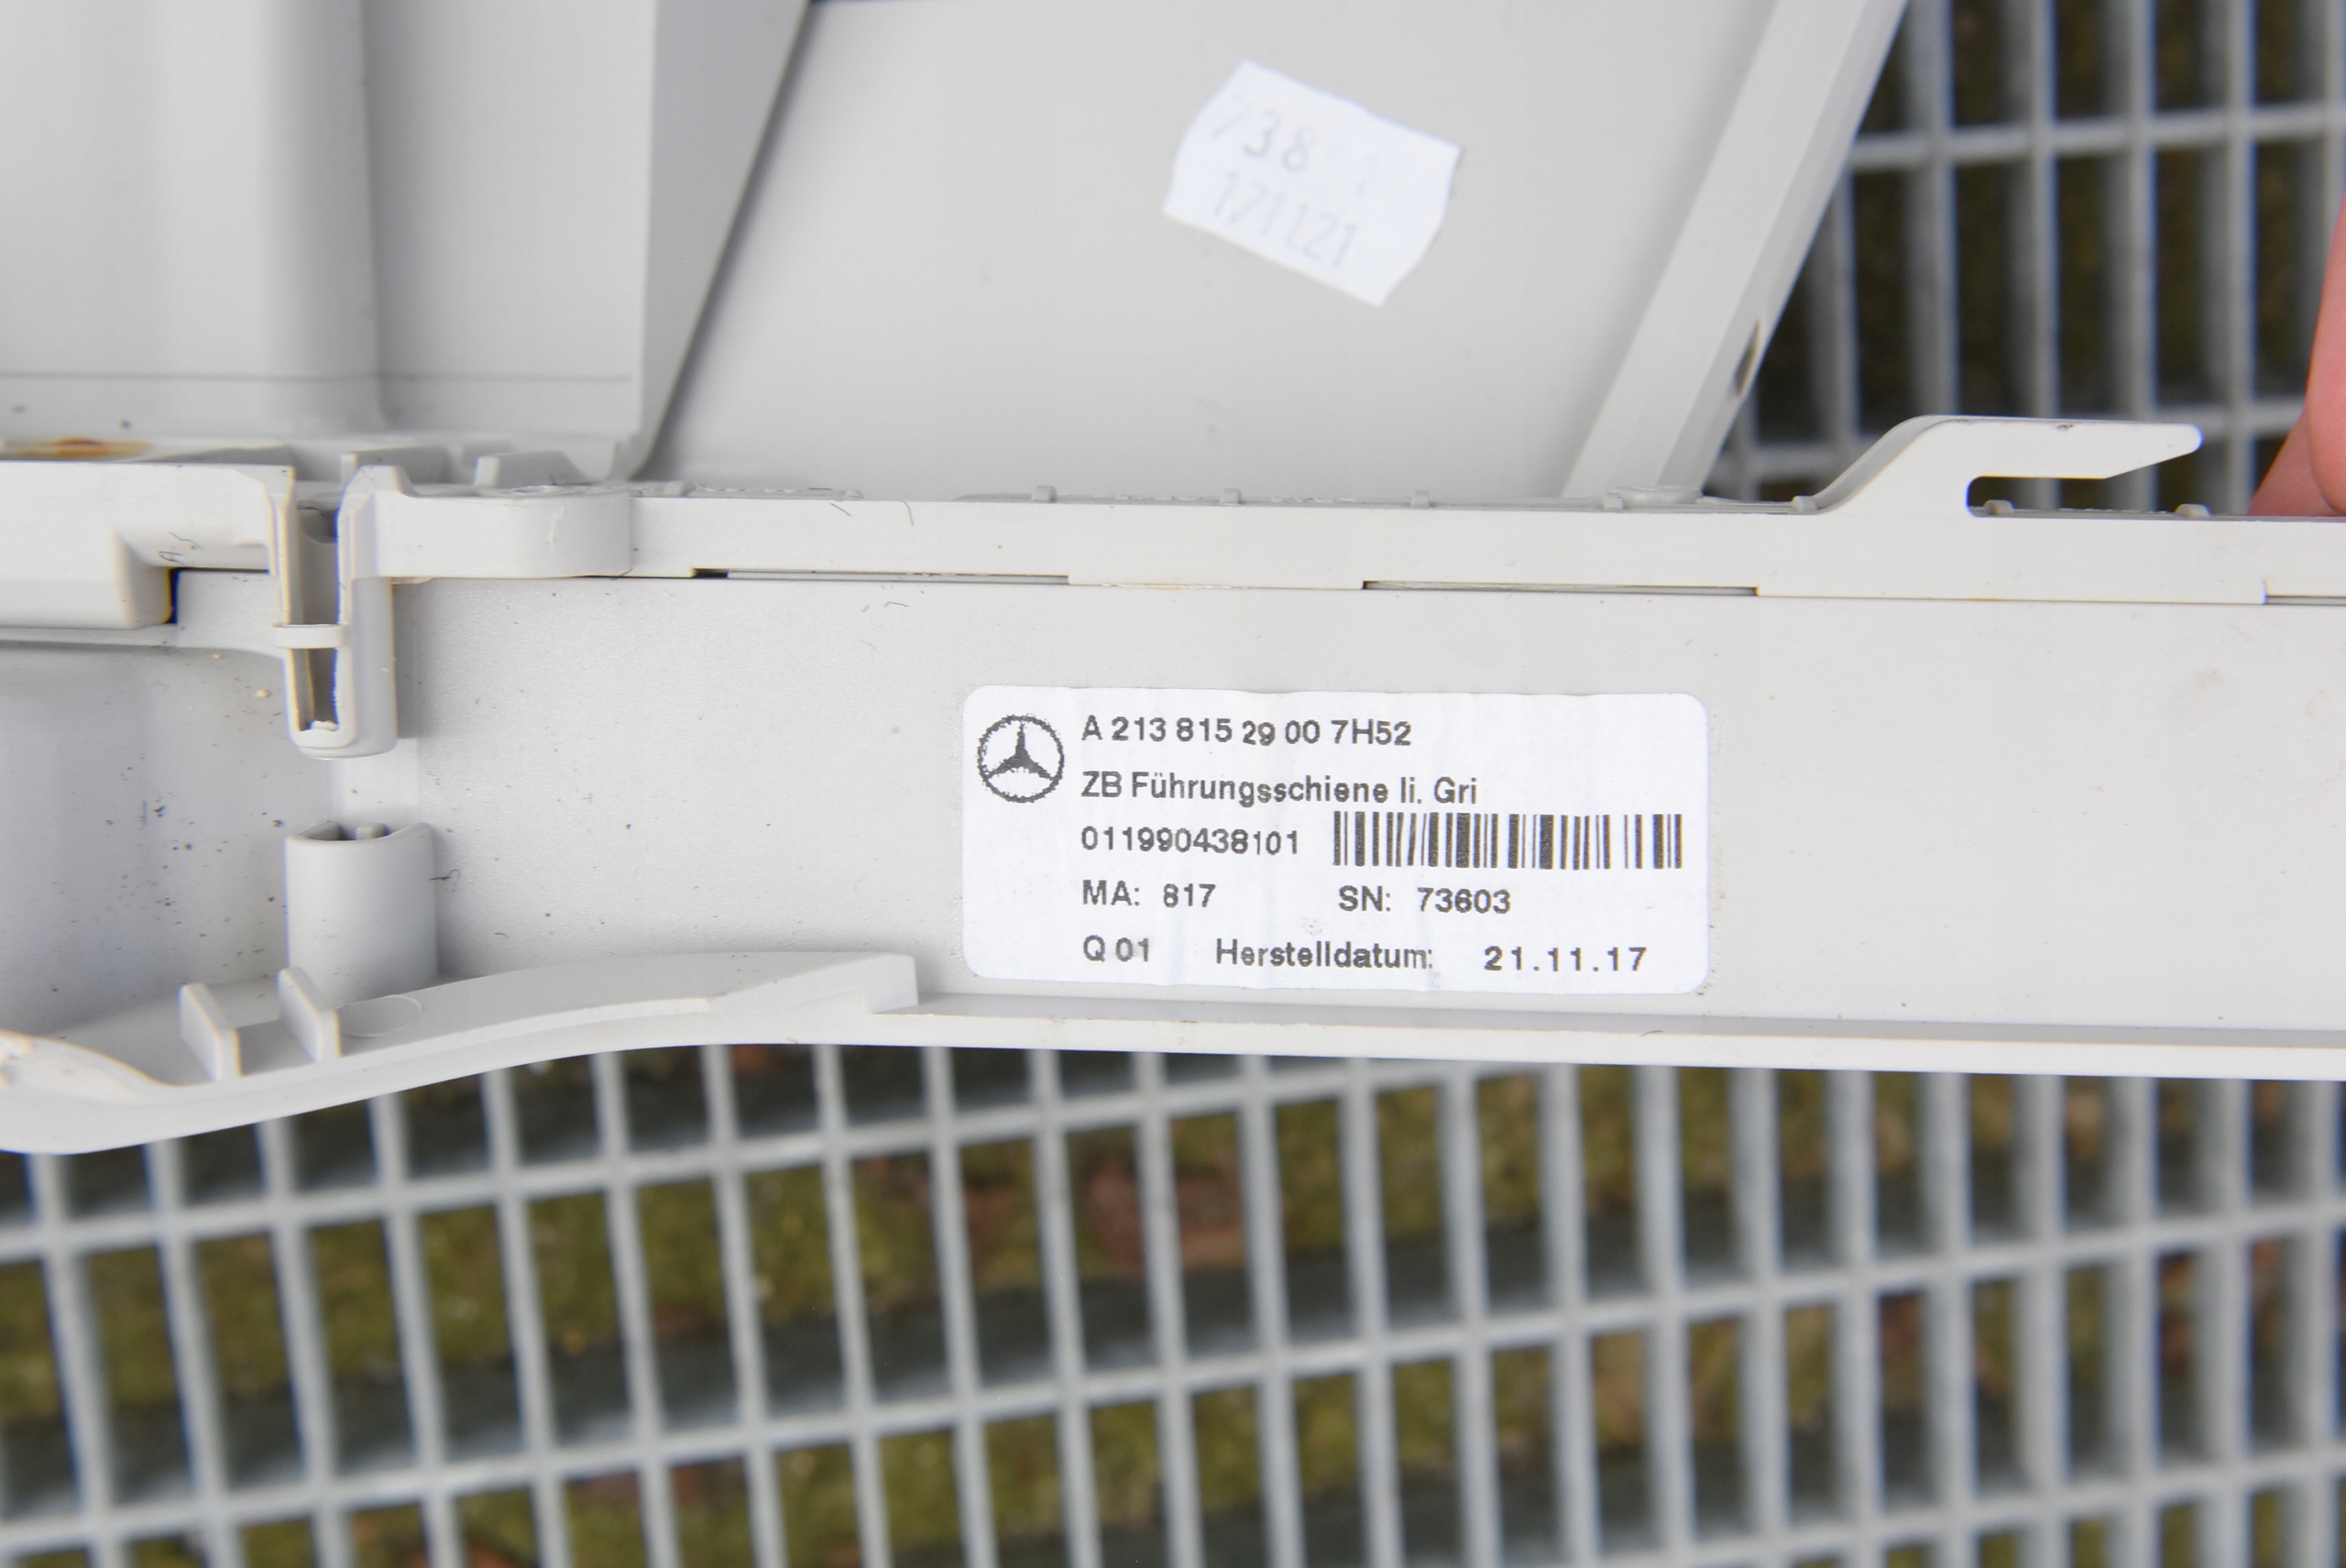 738
171121
A 213 815 29 00 7H52
ZB Führungsschiene li. Gri
011990438101
MA: 817 SN: 73603
Q 01 Herstelldatum: 21.11.17